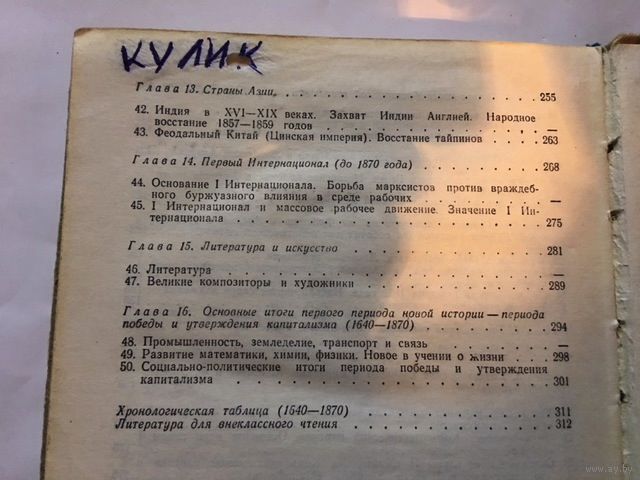 КУЛИК
Глава 13. Страны Азии . . . . . . . . . . . . . . . . . . . 255
42. Индия в XVI—XIX веках. Захват Индии Англией. Народное
восстание 1857—1859 годов . . . . . . . . . . . . . . . —
43. Феодальный Китай (Цинская империя). Восстание тайпинов . . . . 263
Глава 14. Первый Интернационал (до 1870 года) . . . . . . . . 268
44. Основание I Интернационала. Борьба марксистов против враждеб-
ного буржуазного влияния в среде рабочих . . . . . . . . . —
45. I Интернационал и массовое рабочее движение. Значение I Ин-
тернационала . . . . . . . . . . . . . . . . . . . . 275
Глава 15. Литература и искусство . . . . . . . . . . . . . 281
46. Литература . . . . . . . . . . . . . . . . . . . . . —
47. Великие композиторы и художники . . . . . . . . . . . . 289
Глава 16. Основные итоги первого периода новой истории — периода
победы и утверждения капитализма (1640—1870) . . . . . . . . 294
48. Промышленность, земледелие, транспорт и связь . . . . . . . —
49. Развитие математики, химии, физики. Новое в учении о жизни . . . 298
50. Социально-политические итоги периода победы и утверждения
капитализма . . . . . . . . . . . . . . . . . . . . . 301
Хронологическая таблица (1640—1870) . . . . . . . . . . . . 311
Литература для внеклассного чтения . . . . . . . . . . . . . 312
www.ay.by